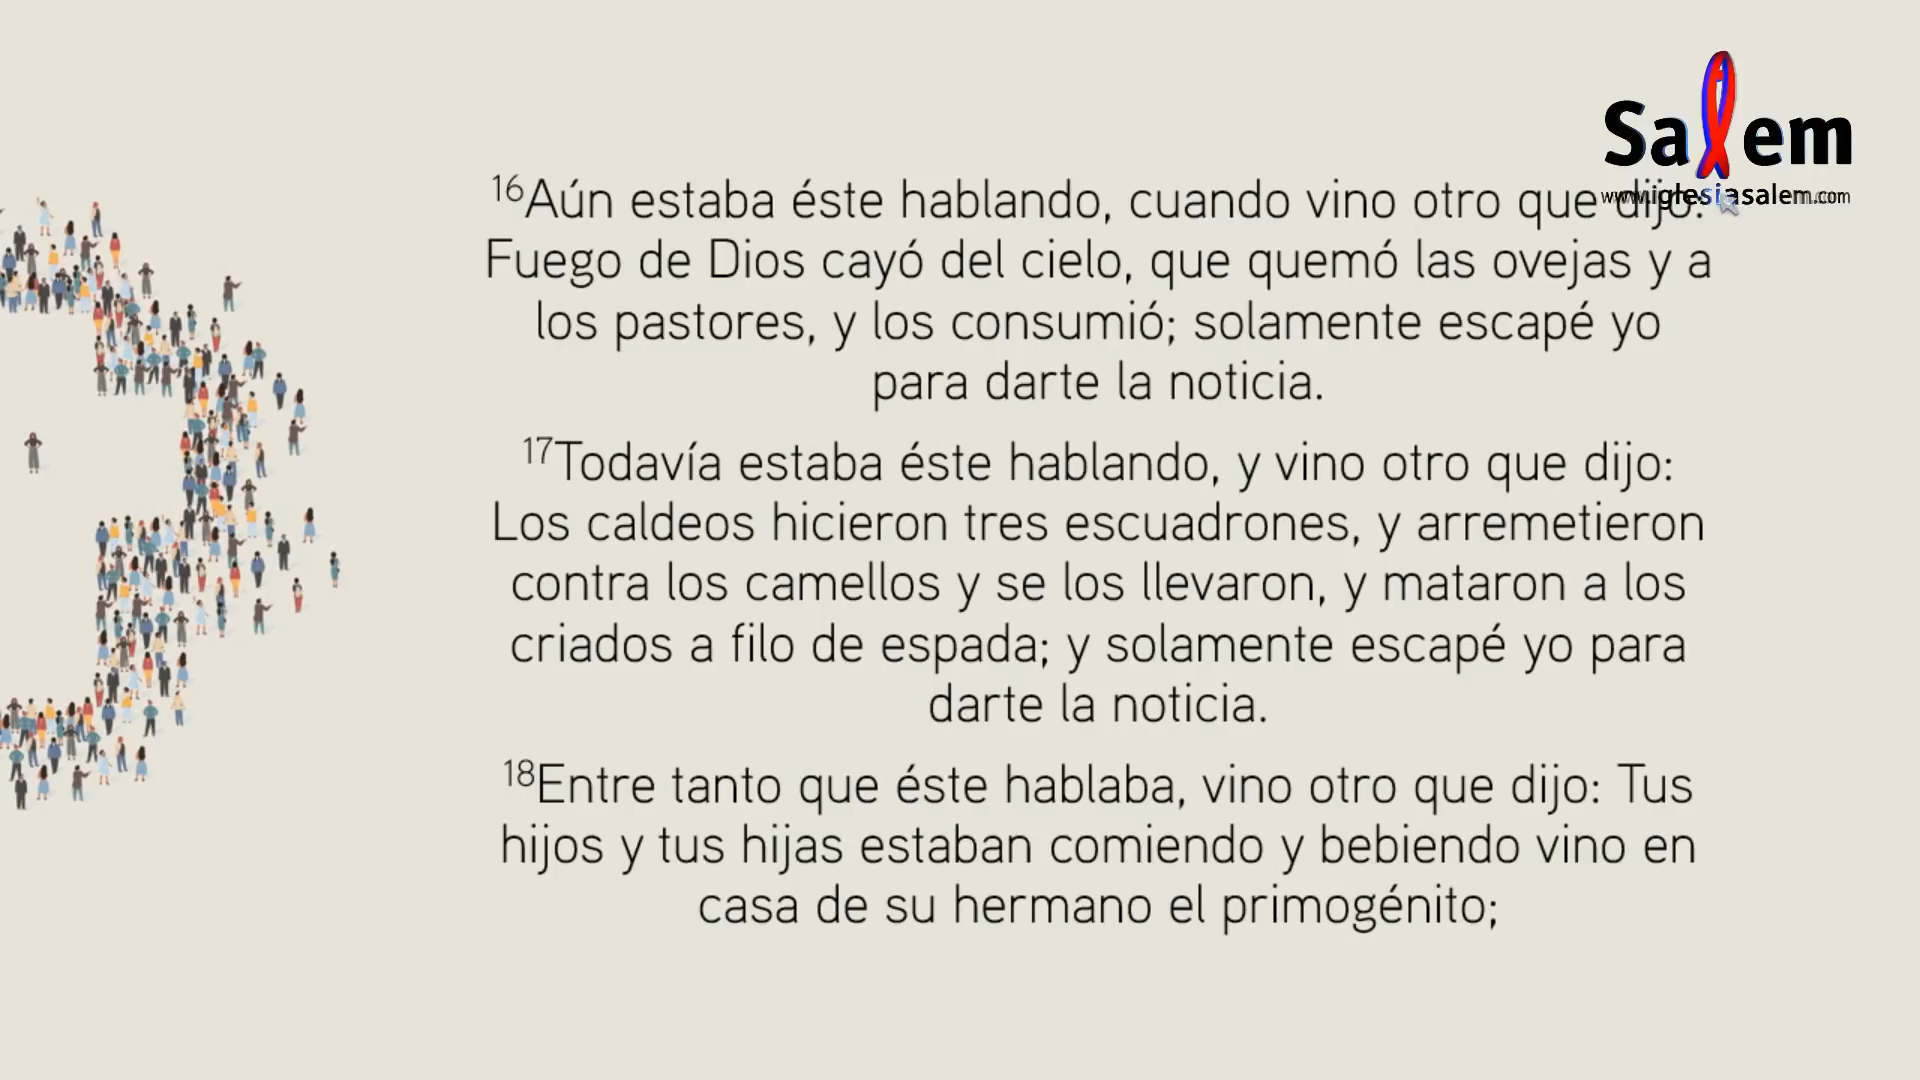 Salem
www.iglesiasalem.com
16Aún estaba éste hablando, cuando vino otro que dijo:
Fuego de Dios cayó del cielo, que quemó las ovejas y a
los pastores, y los consumió; solamente escapé yo
para darte la noticia.
17Todavía estaba éste hablando, y vino otro que dijo:
Los caldeos hicieron tres escuadrones, y arremetieron
contra los camellos y se los llevaron, y mataron a los
criados a filo de espada; y solamente escapé yo para
darte la noticia.
18Entre tanto que éste hablaba, vino otro que dijo: Tus
hijos y tus hijas estaban comiendo y bebiendo vino en
casa de su hermano el primogénito;